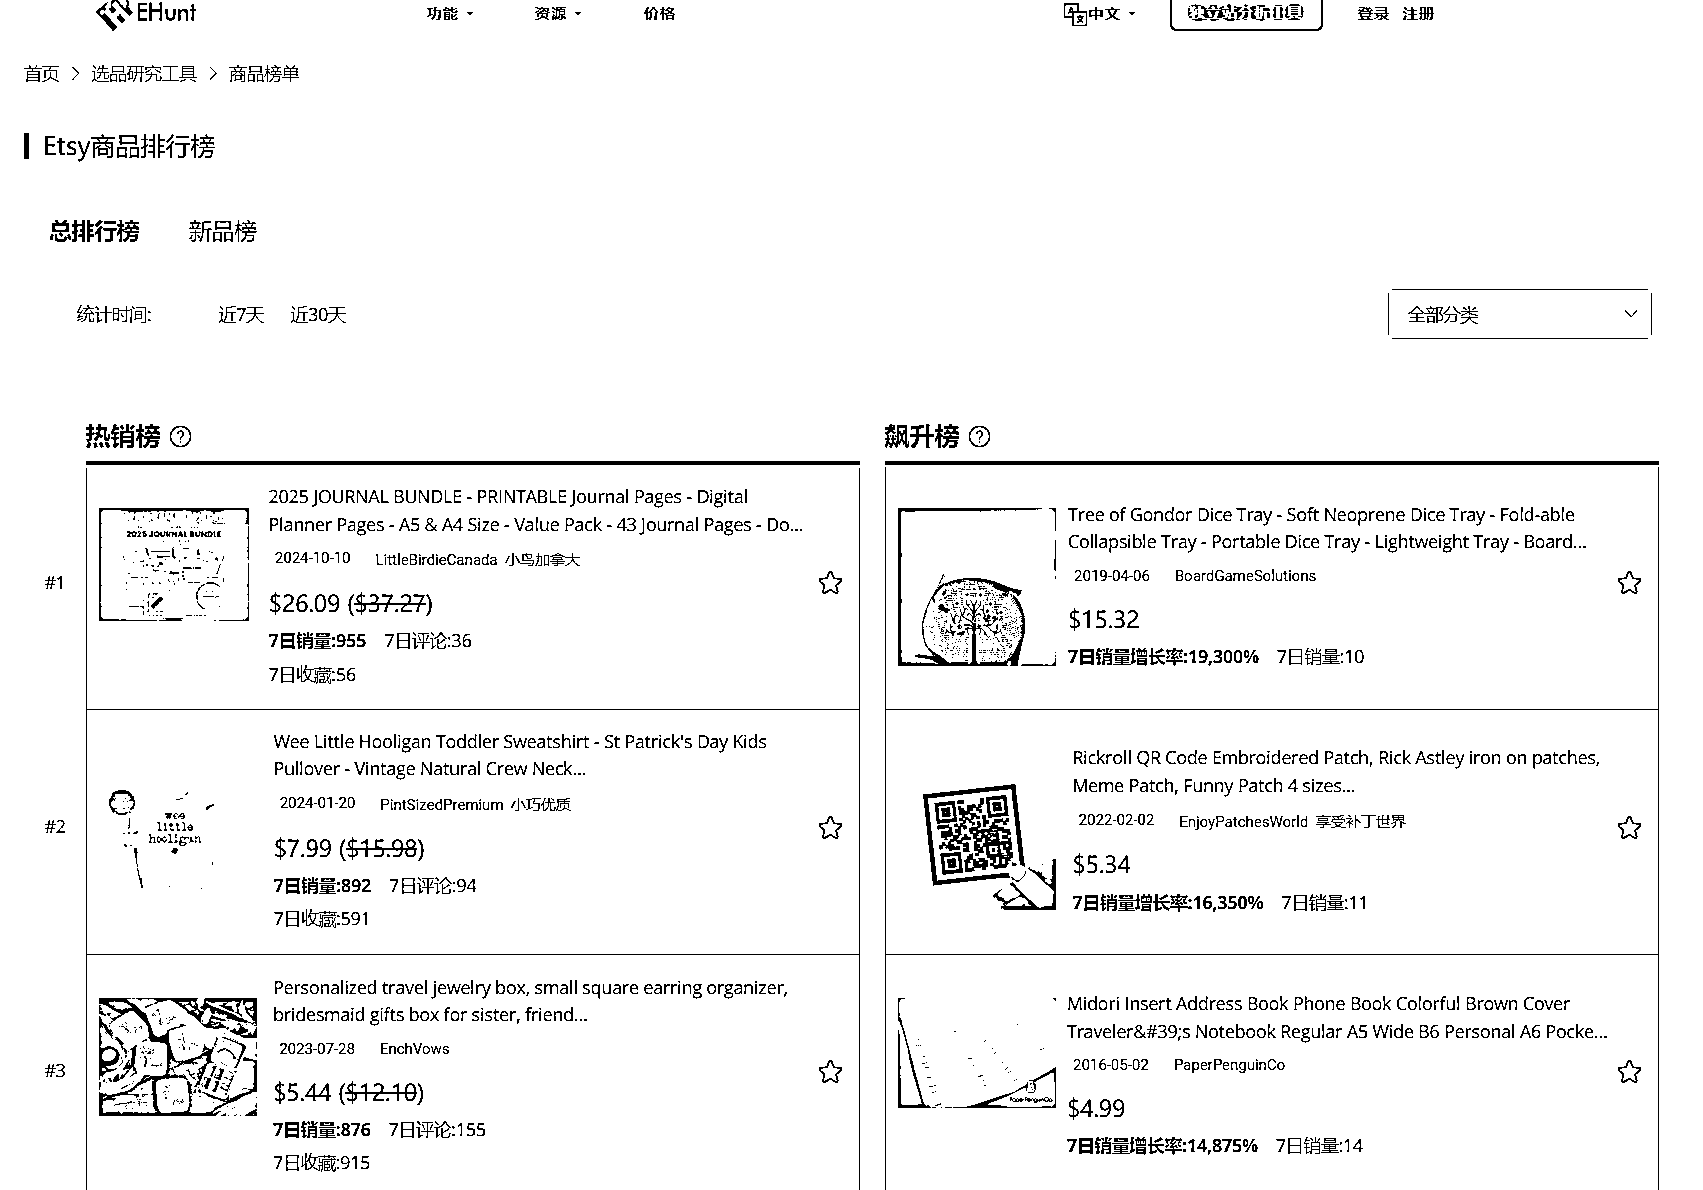 EHunt
功能
资源
价格
中文
独立站分析工具
登录 注册
首页 > 选品研究工具 > 商品榜单
Etsy商品排行榜
总排行榜 新品榜
统计时间: 近7天 近30天
全部分类
热销榜
#1
2025 JOURNAL BUNDLE
2025 JOURNAL BUNDLE - PRINTABLE Journal Pages - Digital
Planner Pages - A5 & A4 Size - Value Pack - 43 Journal Pages - Do...
2024-10-10 LittleBirdieCanada 小鸟加拿大
$26.09 ($37.27)
7日销量:955 7日评论:36
7日收藏:56
#2
wee
little
hooligan
Wee Little Hooligan Toddler Sweatshirt - St Patrick's Day Kids
Pullover - Vintage Natural Crew Neck...
2024-01-20 PintSizedPremium 小巧优质
$7.99 ($15.98)
7日销量:892 7日评论:94
7日收藏:591
#3
Personalized travel jewelry box, small square earring organizer,
bridesmaid gifts box for sister, friend...
2023-07-28 EnchVows
$5.44 ($12.10)
7日销量:876 7日评论:155
7日收藏:915
飙升榜
Tree of Gondor Dice Tray - Soft Neoprene Dice Tray - Fold-able
Collapsible Tray - Portable Dice Tray - Lightweight Tray - Board...
2019-04-06 BoardGameSolutions
$15.32
7日销量增长率:19,300% 7日销量:10
Rickroll QR Code Embroidered Patch, Rick Astley iron on patches,
Meme Patch, Funny Patch 4 sizes...
2022-02-02 EnjoyPatchesWorld 享受补丁世界
$5.34
7日销量增长率:16,350% 7日销量:11
PaperPenguinCo
Midori Insert Address Book Phone Book Colorful Brown Cover
Traveler&#39;s Notebook Regular A5 Wide B6 Personal A6 Pocke...
2016-05-02 PaperPenguinCo
$4.99
7日销量增长率:14,875% 7日销量:14